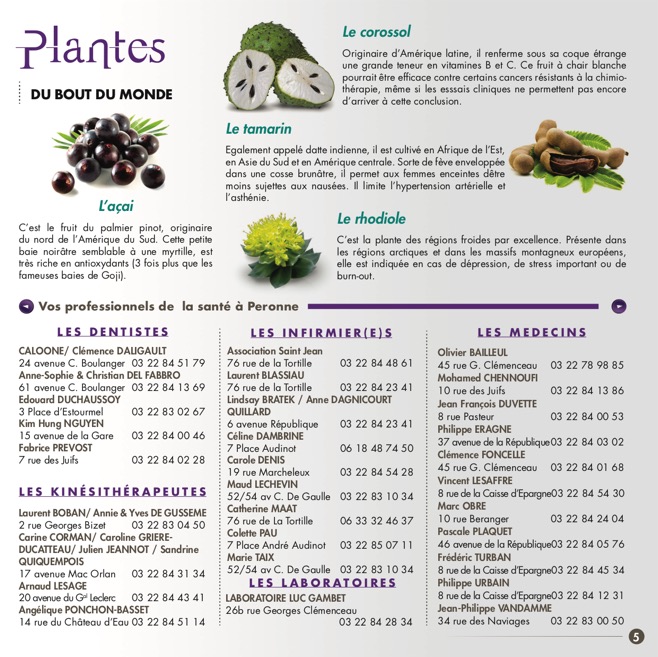 Plantes
DU BOUT DU MONDE
L'açai
C'est le fruit du palmier pinot, originaire
du nord de l'Amérique du Sud. Cette petite
baie noirâtre semblable à une myrtille, est
très riche en antioxydants (3 fois plus que les
fameuses baies de Goji).
Le corossol
Originaire d'Amérique latine, il renferme sous sa coque étrange
une grande teneur en vitamines B et C. Ce fruit à chair blanche
pourrait être efficace contre certains cancers résistants à la chimio-
thérapie, même si les esssais cliniques ne permettent pas encore
d'arriver à cette conclusion.
Le tamarin
Egalement appelé datte indienne, il est cultivé en Afrique de l'Est,
en Asie du Sud et en Amérique centrale. Sorte de fève enveloppée
dans une cosse brunâtre, il permet aux femmes enceintes dêtre
moins sujettes aux nausées. Il limite l'hypertension artérielle et
l'asthénie.
Le rhodiole
C'est la plante des régions froides par excellence. Présente dans
les régions arctiques et dans les massifs montagneux européens,
elle est indiquée en cas de dépression, de stress important ou de
burn-out.
Vos professionnels de la santé à Peronne
LES DENTISTES
CALOONE/ Clémence DALIGAULT
24 avenue C. Boulanger 03 22 84 51 79
Anne-Sophie & Christian DEL FABBRO
61 avenue C. Boulanger 03 22 84 13 69
Edouard DUCHAUSSOY
3 Place d'Estourmel 03 22 83 02 67
Kim Hung NGUYEN
15 avenue de la Gare 03 22 84 00 46
Fabrice PREVOST
7 rue des Juifs 03 22 84 02 28
LES KINÉSITHÉRAPEUTES
Laurent BOBAN/ Annie & Yves DE GUSSEME
2 rue Georges Bizet 03 22 83 04 50
Carine CORMAN/ Caroline GRIERE-
DUCATTEAU/ Julien JEANNOT / Sandrine
QUIQUEMPOIS
17 avenue Mac Orlan 03 22 84 31 34
Arnaud LESAGE
20 avenue du Gal Leclerc 03 22 84 43 41
Angélique PONCHON-BASSET
14 rue du Château d'Eau 03 22 84 51 14
LES INFIRMIER(E)S
Association Saint Jean
76 rue de la Tortille 03 22 84 48 61
Laurent BLASSIAU
76 rue de la Tortille 03 22 84 23 41
Lindsay BRATEK / Anne DAGNICOURT
QUILLARD
6 avenue République 03 22 84 23 41
Céline DAMBRINE
7 Place Audinot 06 18 48 74 50
Carole DENIS
19 rue Marcheleux 03 22 84 54 28
Maud LECHEVIN
52/54 av C. De Gaulle 03 22 83 10 34
Catherine MAAT
76 rue de La Tortille 06 33 32 46 37
Colette PAU
7 Place André Audinot 03 22 85 07 11
Marie TAIX
52/54 av C. De Gaulle 03 22 83 10 34
LES LABORATOIRES
LABORATOIRE LUC GAMBET
26b rue Georges Clémenceau
03 22 84 28 34
LES MEDECINS
Olivier BAILLEUL
45 rue G. Clémenceau 03 22 78 98 85
Mohamed CHENNOUFI
10 rue des Juifs 03 22 84 13 86
Jean François DUVETTE
8 rue Pasteur 03 22 84 00 53
Philippe ERAGNE
37 avenue de la République03 22 84 03 02
Clémence FONCELLE
45 rue G. Clémenceau 03 22 84 01 68
Vincent LESAFFRE
8 rue de la Caisse d'Epargne03 22 84 54 30
Marc OBRE
10 rue Beranger 03 22 84 24 04
Pascale PLAQUET
46 avenue de la République03 22 84 05 76
Frédéric TURBAN
8 rue de la Caisse d'Epargne03 22 84 45 34
Philippe URBAIN
8 rue de la Caisse d'Epargne03 22 84 12 31
Jean-Philippe VANDAMME
34 rue des Naviages 03 22 83 00 50
5